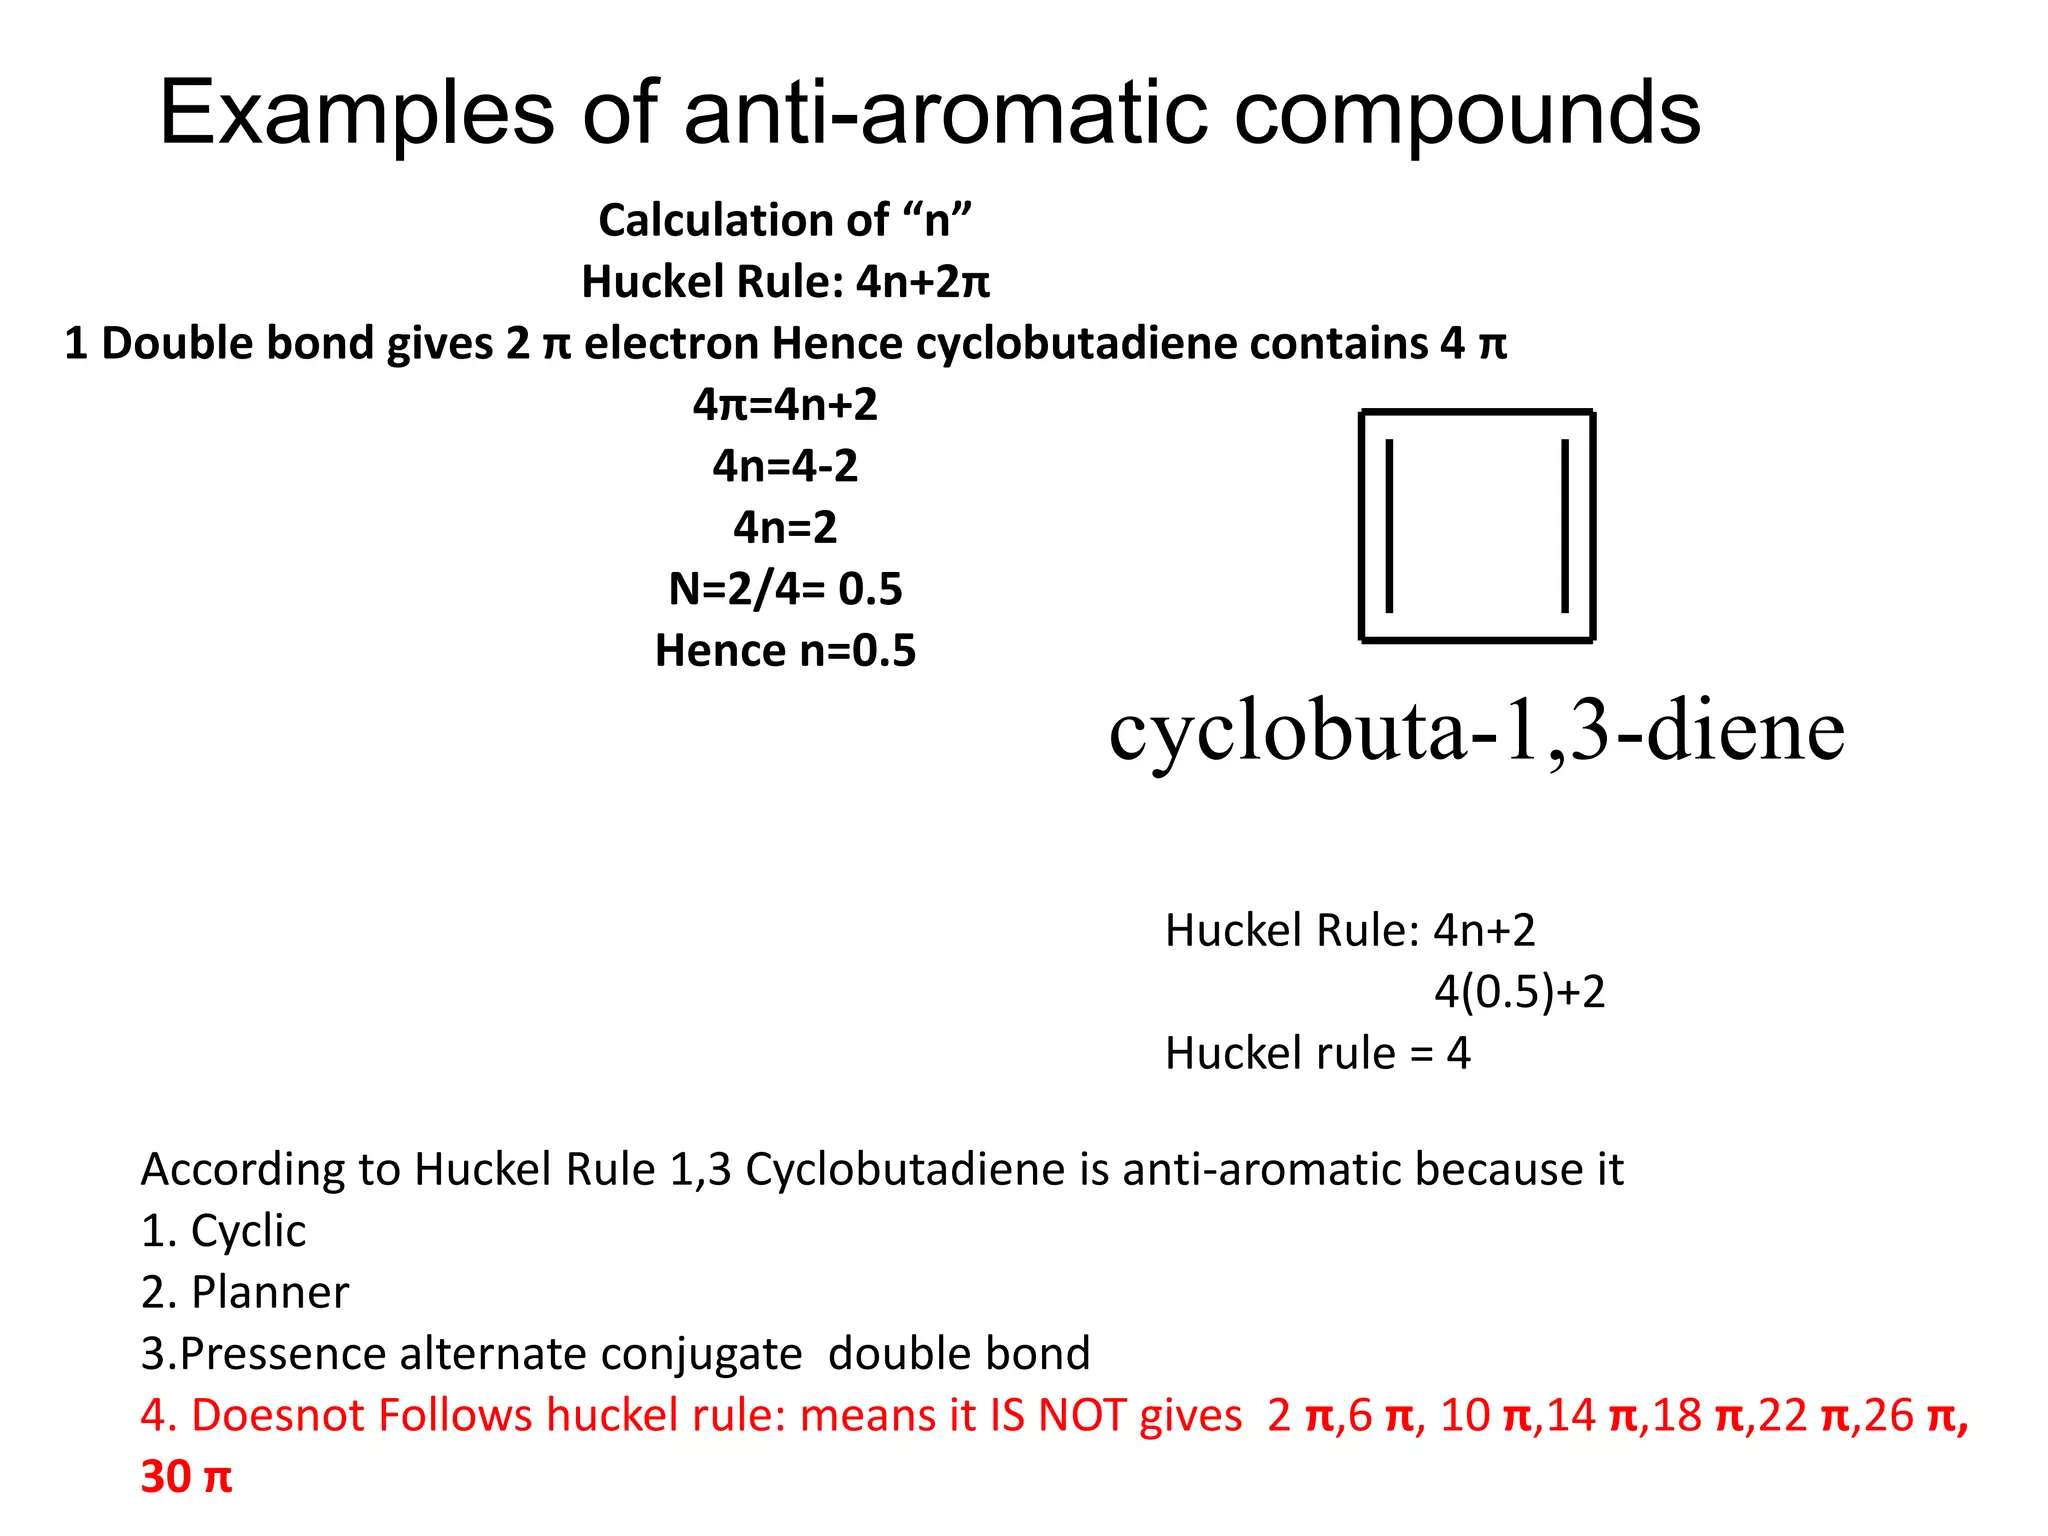 Examples of anti-aromatic compounds
Calculation of “n”
Huckel Rule: 4n+2π
1 Double bond gives 2 π electron Hence cyclobutadiene contains 4 π
4π=4n+2
4n=4-2
4n=2
N=2/4= 0.5
Hence n=0.5
cyclobuta-1,3-diene
Huckel Rule: 4n+2
4(0.5)+2
Huckel rule = 4
According to Huckel Rule 1,3 Cyclobutadiene is anti-aromatic because it
1. Cyclic
2. Planner
3.Pressence alternate conjugate  double bond
4. Doesnot Follows huckel rule: means it IS NOT gives  2 π,6 π, 10 π,14 π,18 π,22 π,26 π,
30 π